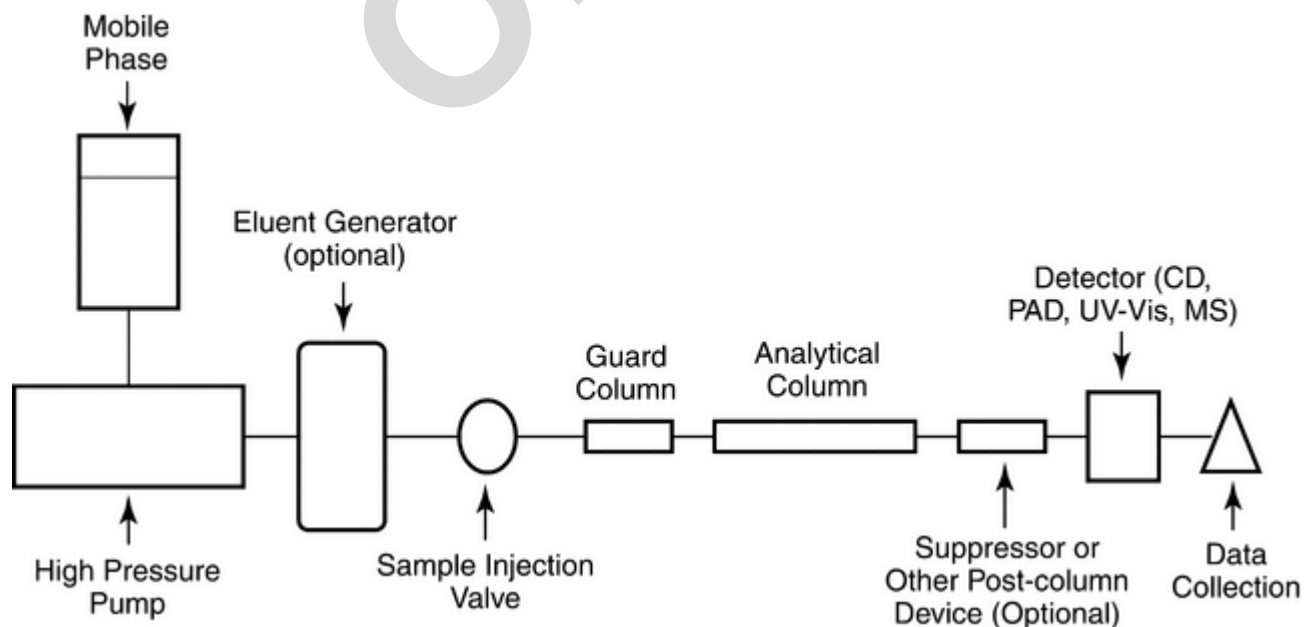 Mobile
Phase
Eluent Generator
(optional)
Detector (CD,
PAD, UV-Vis, MS)
Guard
Column
Analytical
Column
High Pressure
Pump
Sample Injection
Valve
Suppressor or
Other Post-column
Device (Optional)
Data
Collection